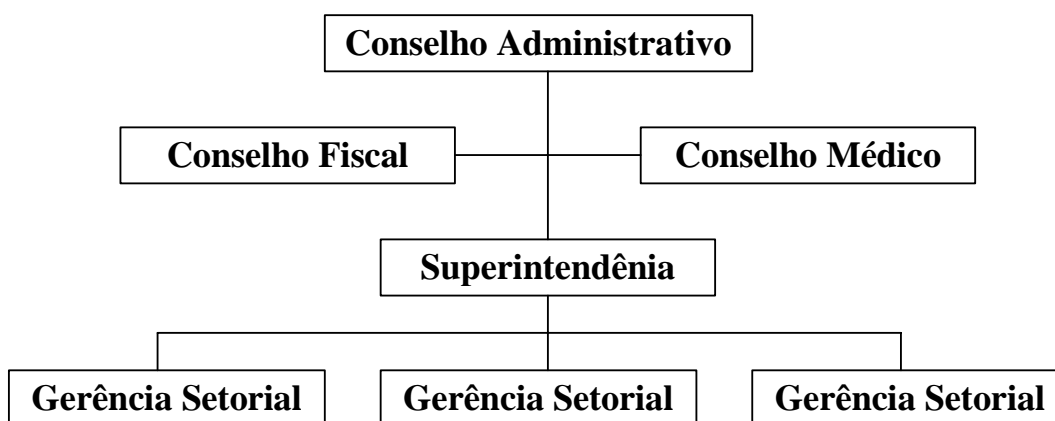 Conselho Administrativo
Conselho Fiscal
Conselho Médico
Superintendênia
Gerência Setorial
Gerência Setorial
Gerência Setorial